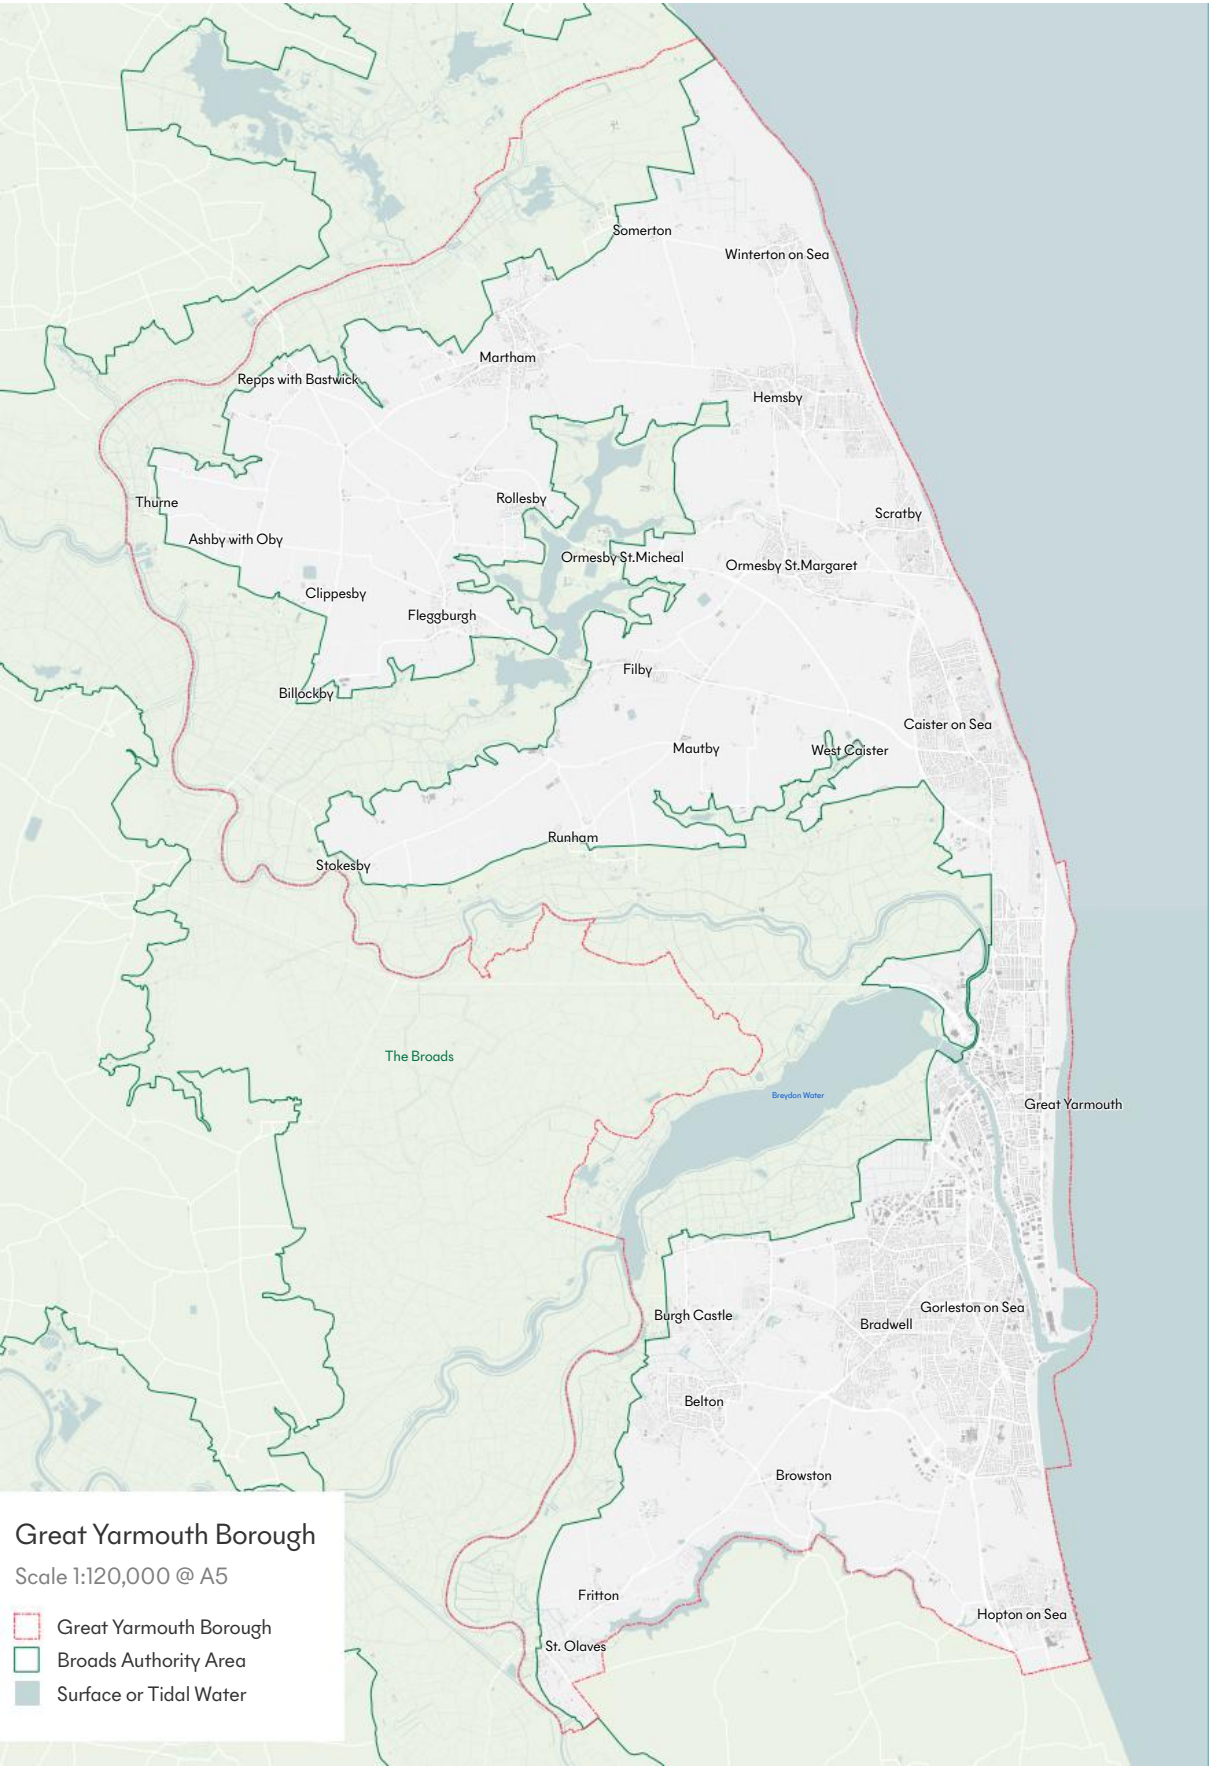 Somerton
Winterton on Sea
Martham
Repps with Bastwick
Hemsby
Rollesby
Thurne
Scratby
Ashby with Oby
Ormesby St.Micheal
Ormesby St.Margaret
Clippesby
Fleggburgh
Filby
Billockby
Caister on Sea
Mautby
West Caister
Runham
Stokesby
The Broads
Breydon Water
Great Yarmouth
Gorleston on Sea
Burgh Castle
Bradwell
Belton
Browston
Fritton
Hopton on Sea
St. Olaves
Great Yarmouth Borough
Scale 1:120,000 @ A5
Great Yarmouth Borough
Broads Authority Area
Surface or Tidal Water